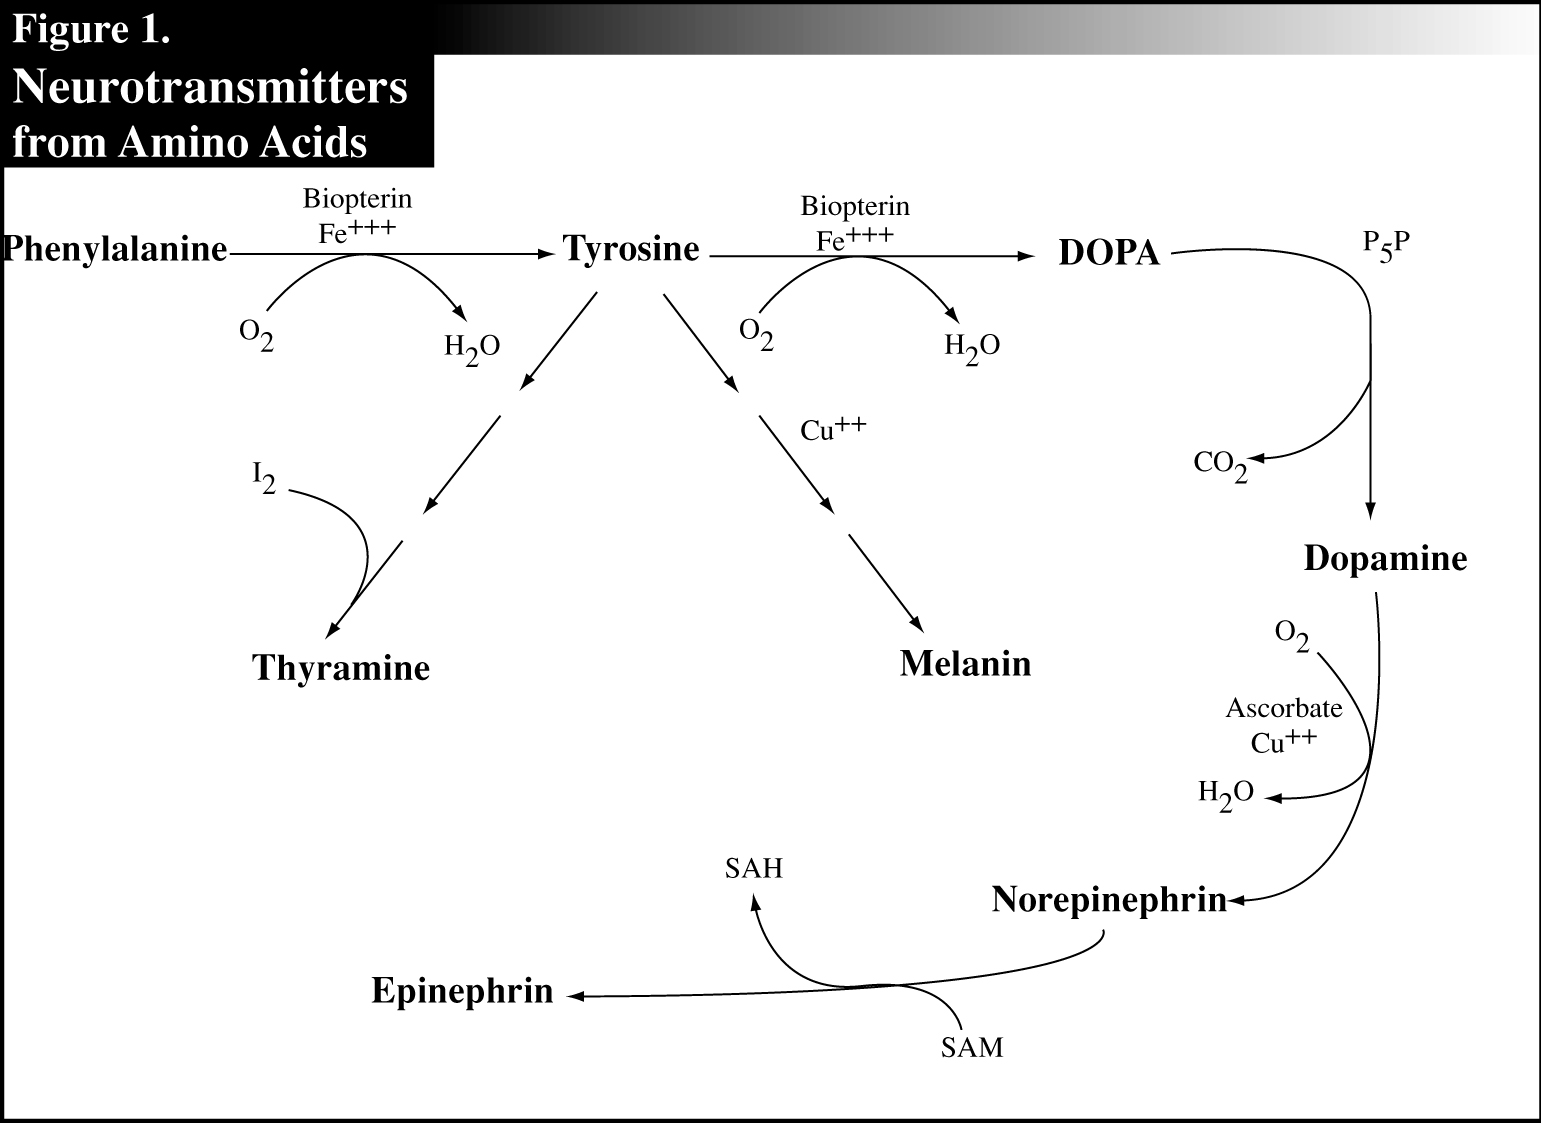 Figure 1.
Neurotransmitters
from Amino Acids
Biopterin
Fe+++
Phenylalanine
O2
H2O
Tyrosine
Biopterin
Fe+++
O2
H2O
DOPA
P5P
CO2
Cu++
I2
Thyramine
Melanin
Dopamine
O2
Ascorbate
Cu++
H2O
Norepinephrin
SAH
Epinephrin
SAM